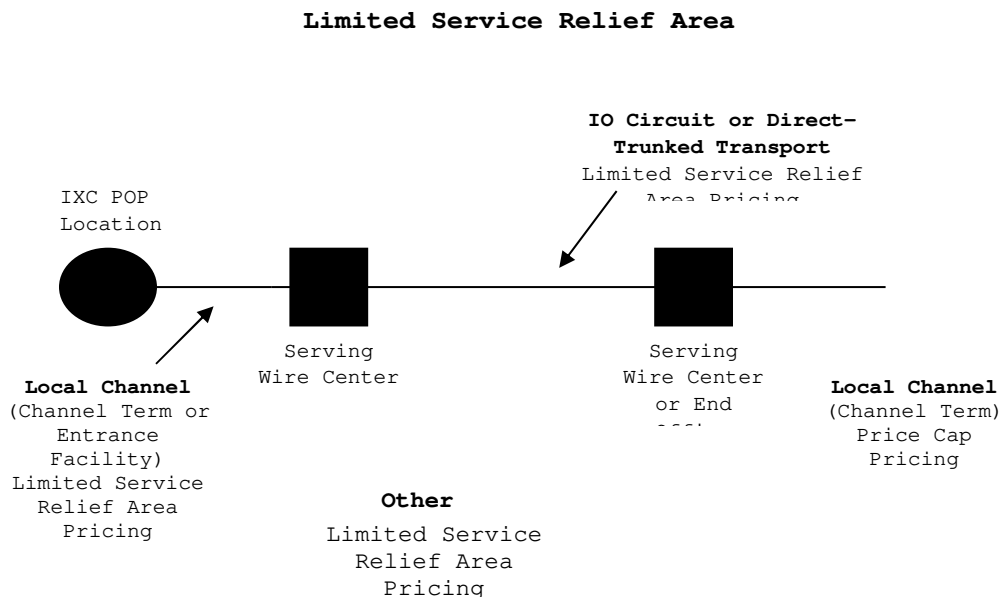 Limited Service Relief Area
IO Circuit or Direct-
Trunked Transport
Limited Service Relief
Area Pricing
IXC POP
Location
Serving
Wire Center
Serving
Wire Center
or End
Local Channel
(Channel Term or
Entrance
Facility)
Limited Service
Relief Area
Pricing
Local Channel
(Channel Term)
Price Cap
Pricing
Other
Limited Service
Relief Area
Pricing